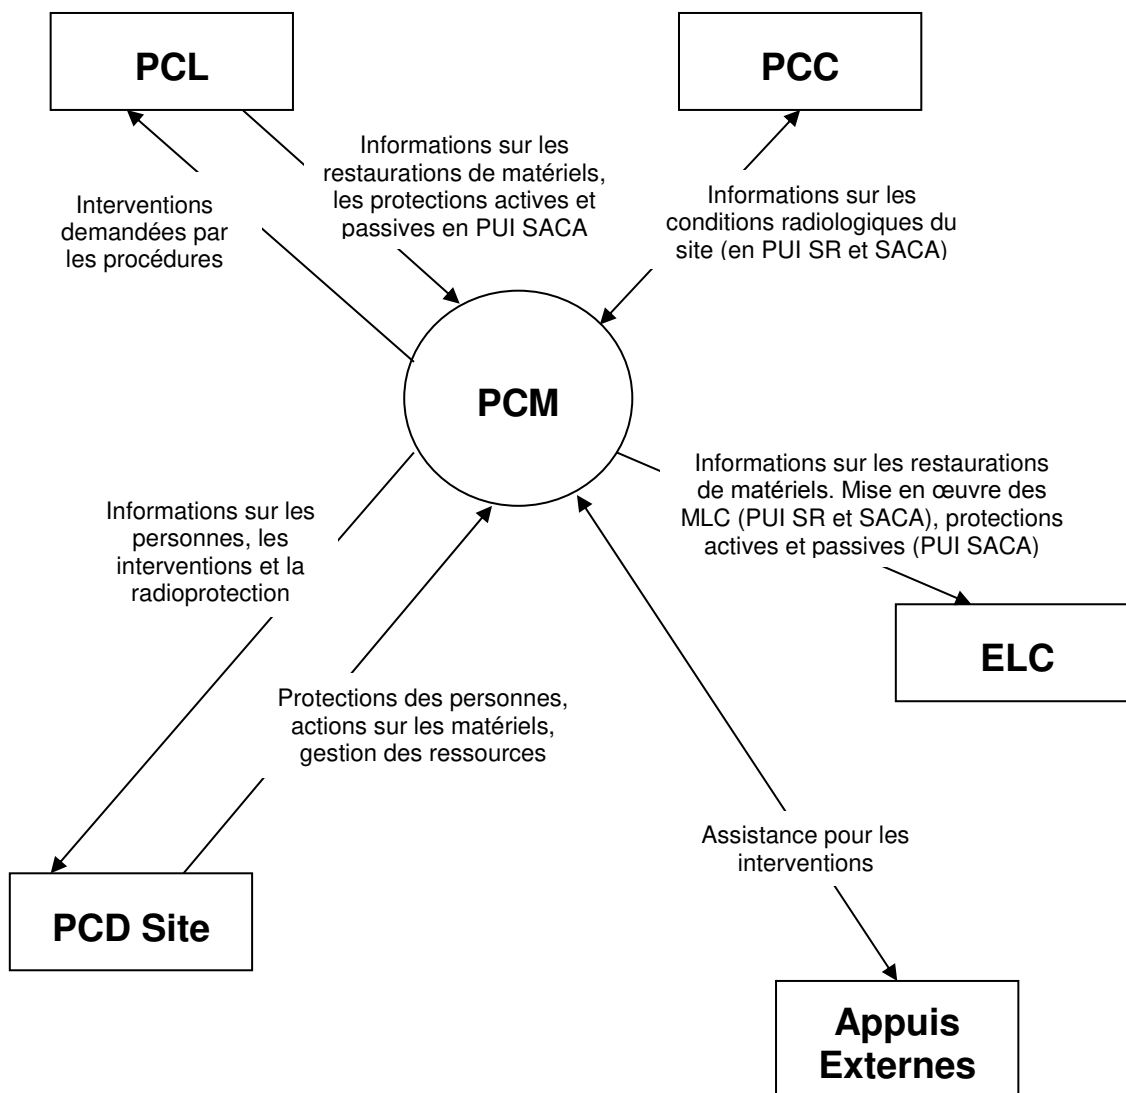 PCL
PCC
Informations sur les
restaurations de matériels,
les protections actives et
passives en PUI SACA
Interventions
demandées par
les procédures
Informations sur les
conditions radiologiques du
site (en PUI SR et SACA)
PCM
Informations sur les restaurations
de matériels. Mise en œuvre des
MLC (PUI SR et SACA), protections
actives et passives (PUI SACA)
Informations sur les
personnes, les
interventions et la
radioprotection
ELC
Protections des personnes,
actions sur les matériels,
gestion des ressources
Assistance pour les
interventions
PCD Site
Appuis
Externes